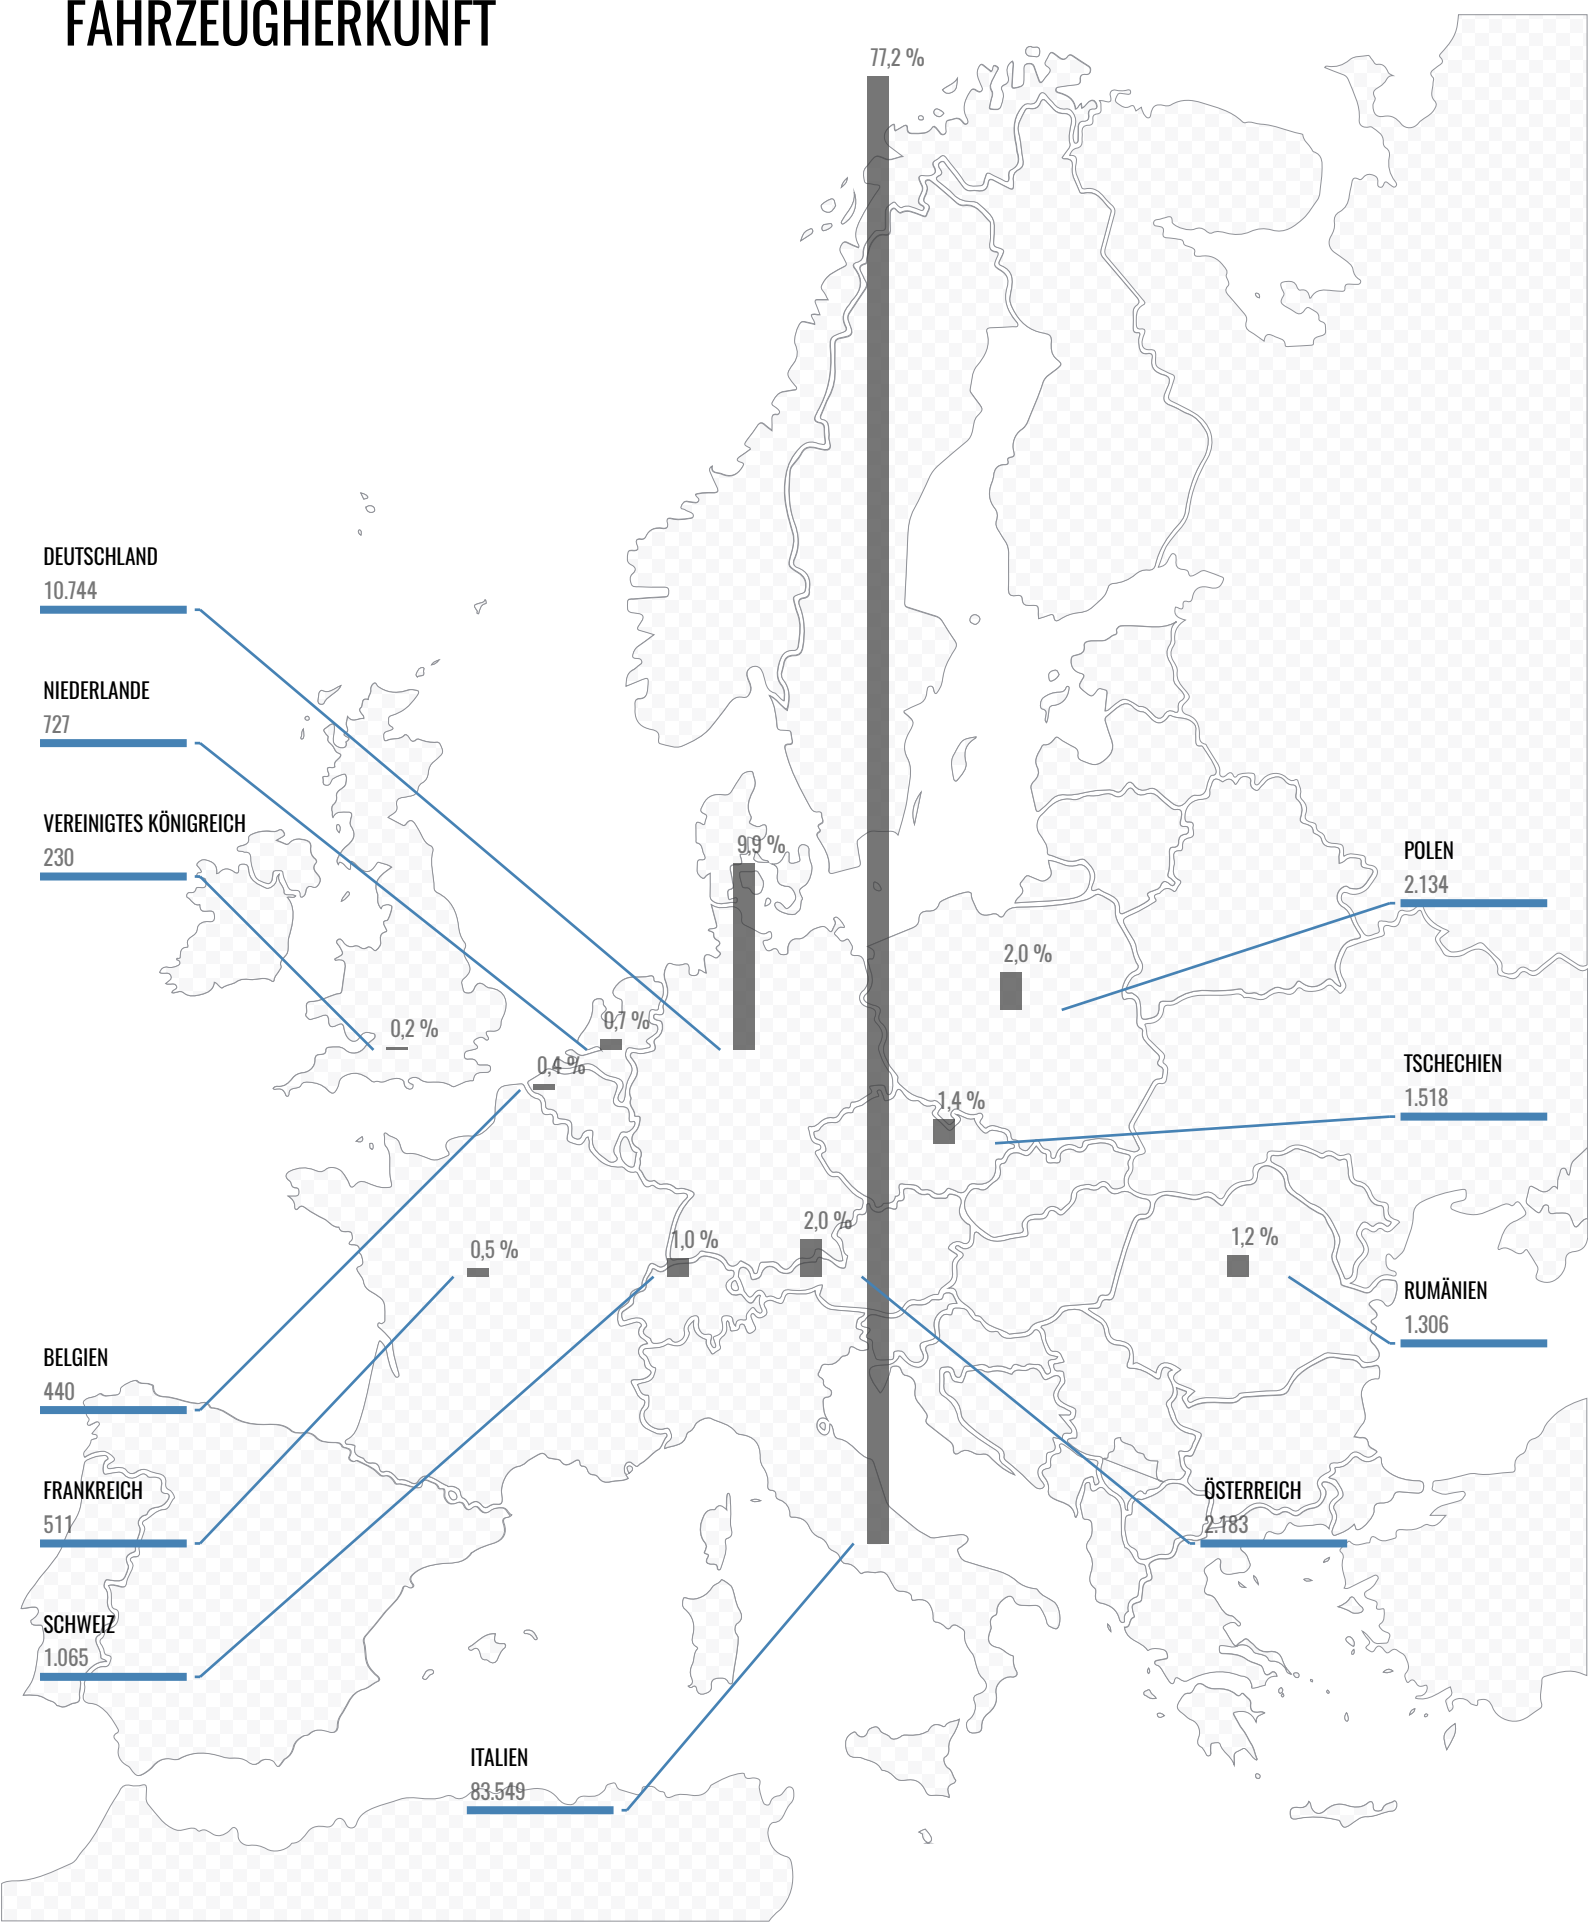 FAHRZEUGHERKUNFT
77,2 %
DEUTSCHLAND
10.744
NIEDERLANDE
727
VEREINIGTES KÖNIGREICH
230
9,9 %
POLEN
2.134
2,0 %
0,2 %
0,7 %
0,4 %
TSCHECHIEN
1.518
1,4 %
2,0 %
1,0 %
0,5 %
1,2 %
RUMÄNIEN
1.306
BELGIEN
440
FRANKREICH
511
ÖSTERREICH
2.183
SCHWEIZ
1.065
ITALIEN
83.549